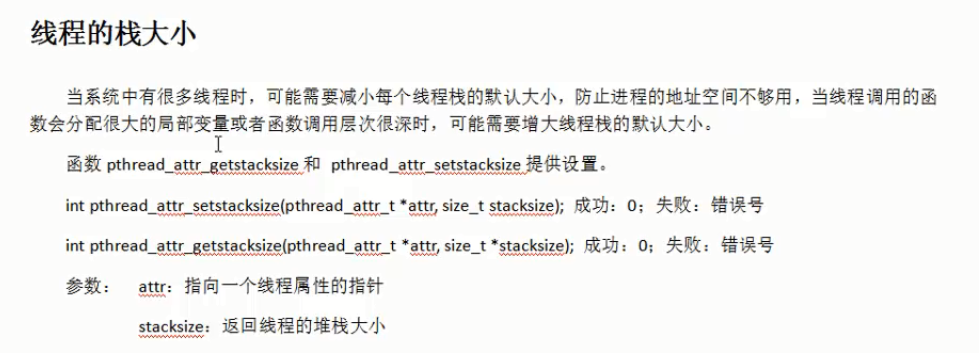 线程的栈大小
当系统中有很多线程时，可能需要减小每个线程栈的默认大小，防止进程的地址空间不够用，当线程调用的函
数会分配很大的局部变量或者函数调用层次很深时，可能需要增大线程栈的默认大小。
函数 pthread_attr_getstacksize 和 pthread_attr_setstacksize 提供设置。
int pthread_attr_setstacksize(pthread_attr_t *attr, size_t stacksize); 成功：0；失败：错误号
int pthread_attr_getstacksize(pthread_attr_t *attr, size_t *stacksize); 成功：0；失败：错误号
参数： attr：指向一个线程属性的指针
stacksize：返回线程的堆栈大小